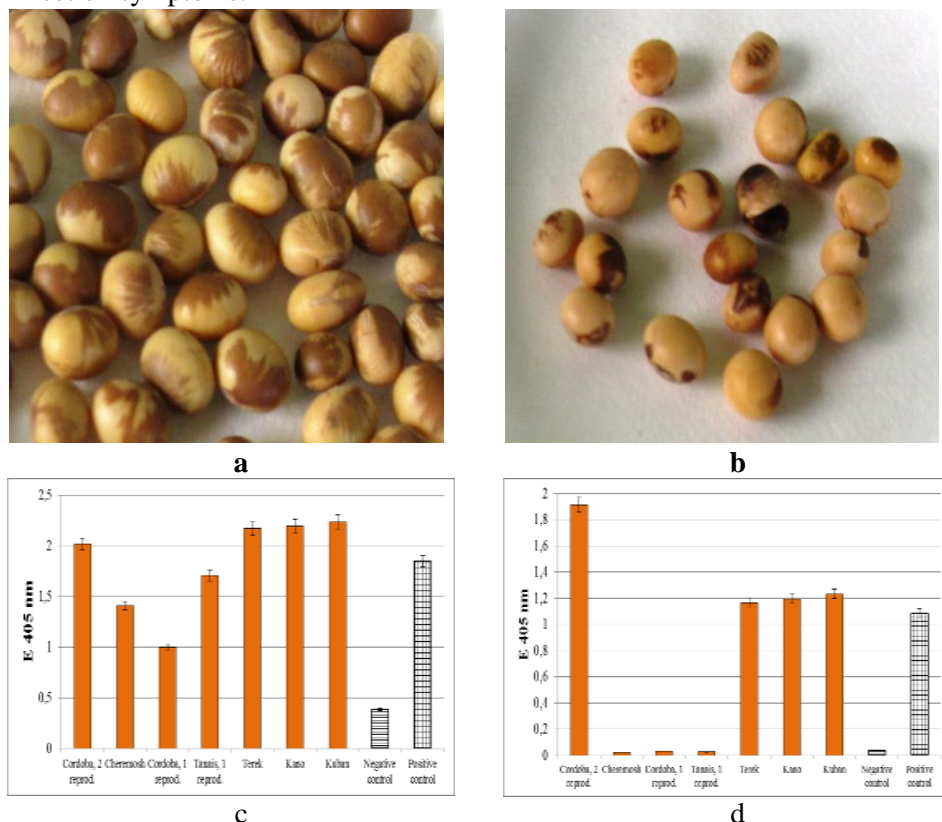 a b
2,5
2
1,5
1
0,5
0
E 405 nm
Cordoba, 2 reprod.
Cheremosh
Cordoba, 1 reprod.
Tanais, 1 reprod.
Terek
Kano
Kuban
Negative control
Positive control
c
2
1,8
1,6
1,4
1,2
1
0,8
0,6
0,4
0,2
0
E 405 nm
Cordoba, 2 reprod.
Cheremosh
Cordoba, 1 reprod.
Tanais, 1 reprod.
Terek
Kano
Kuban
Negative control
Positive control
d